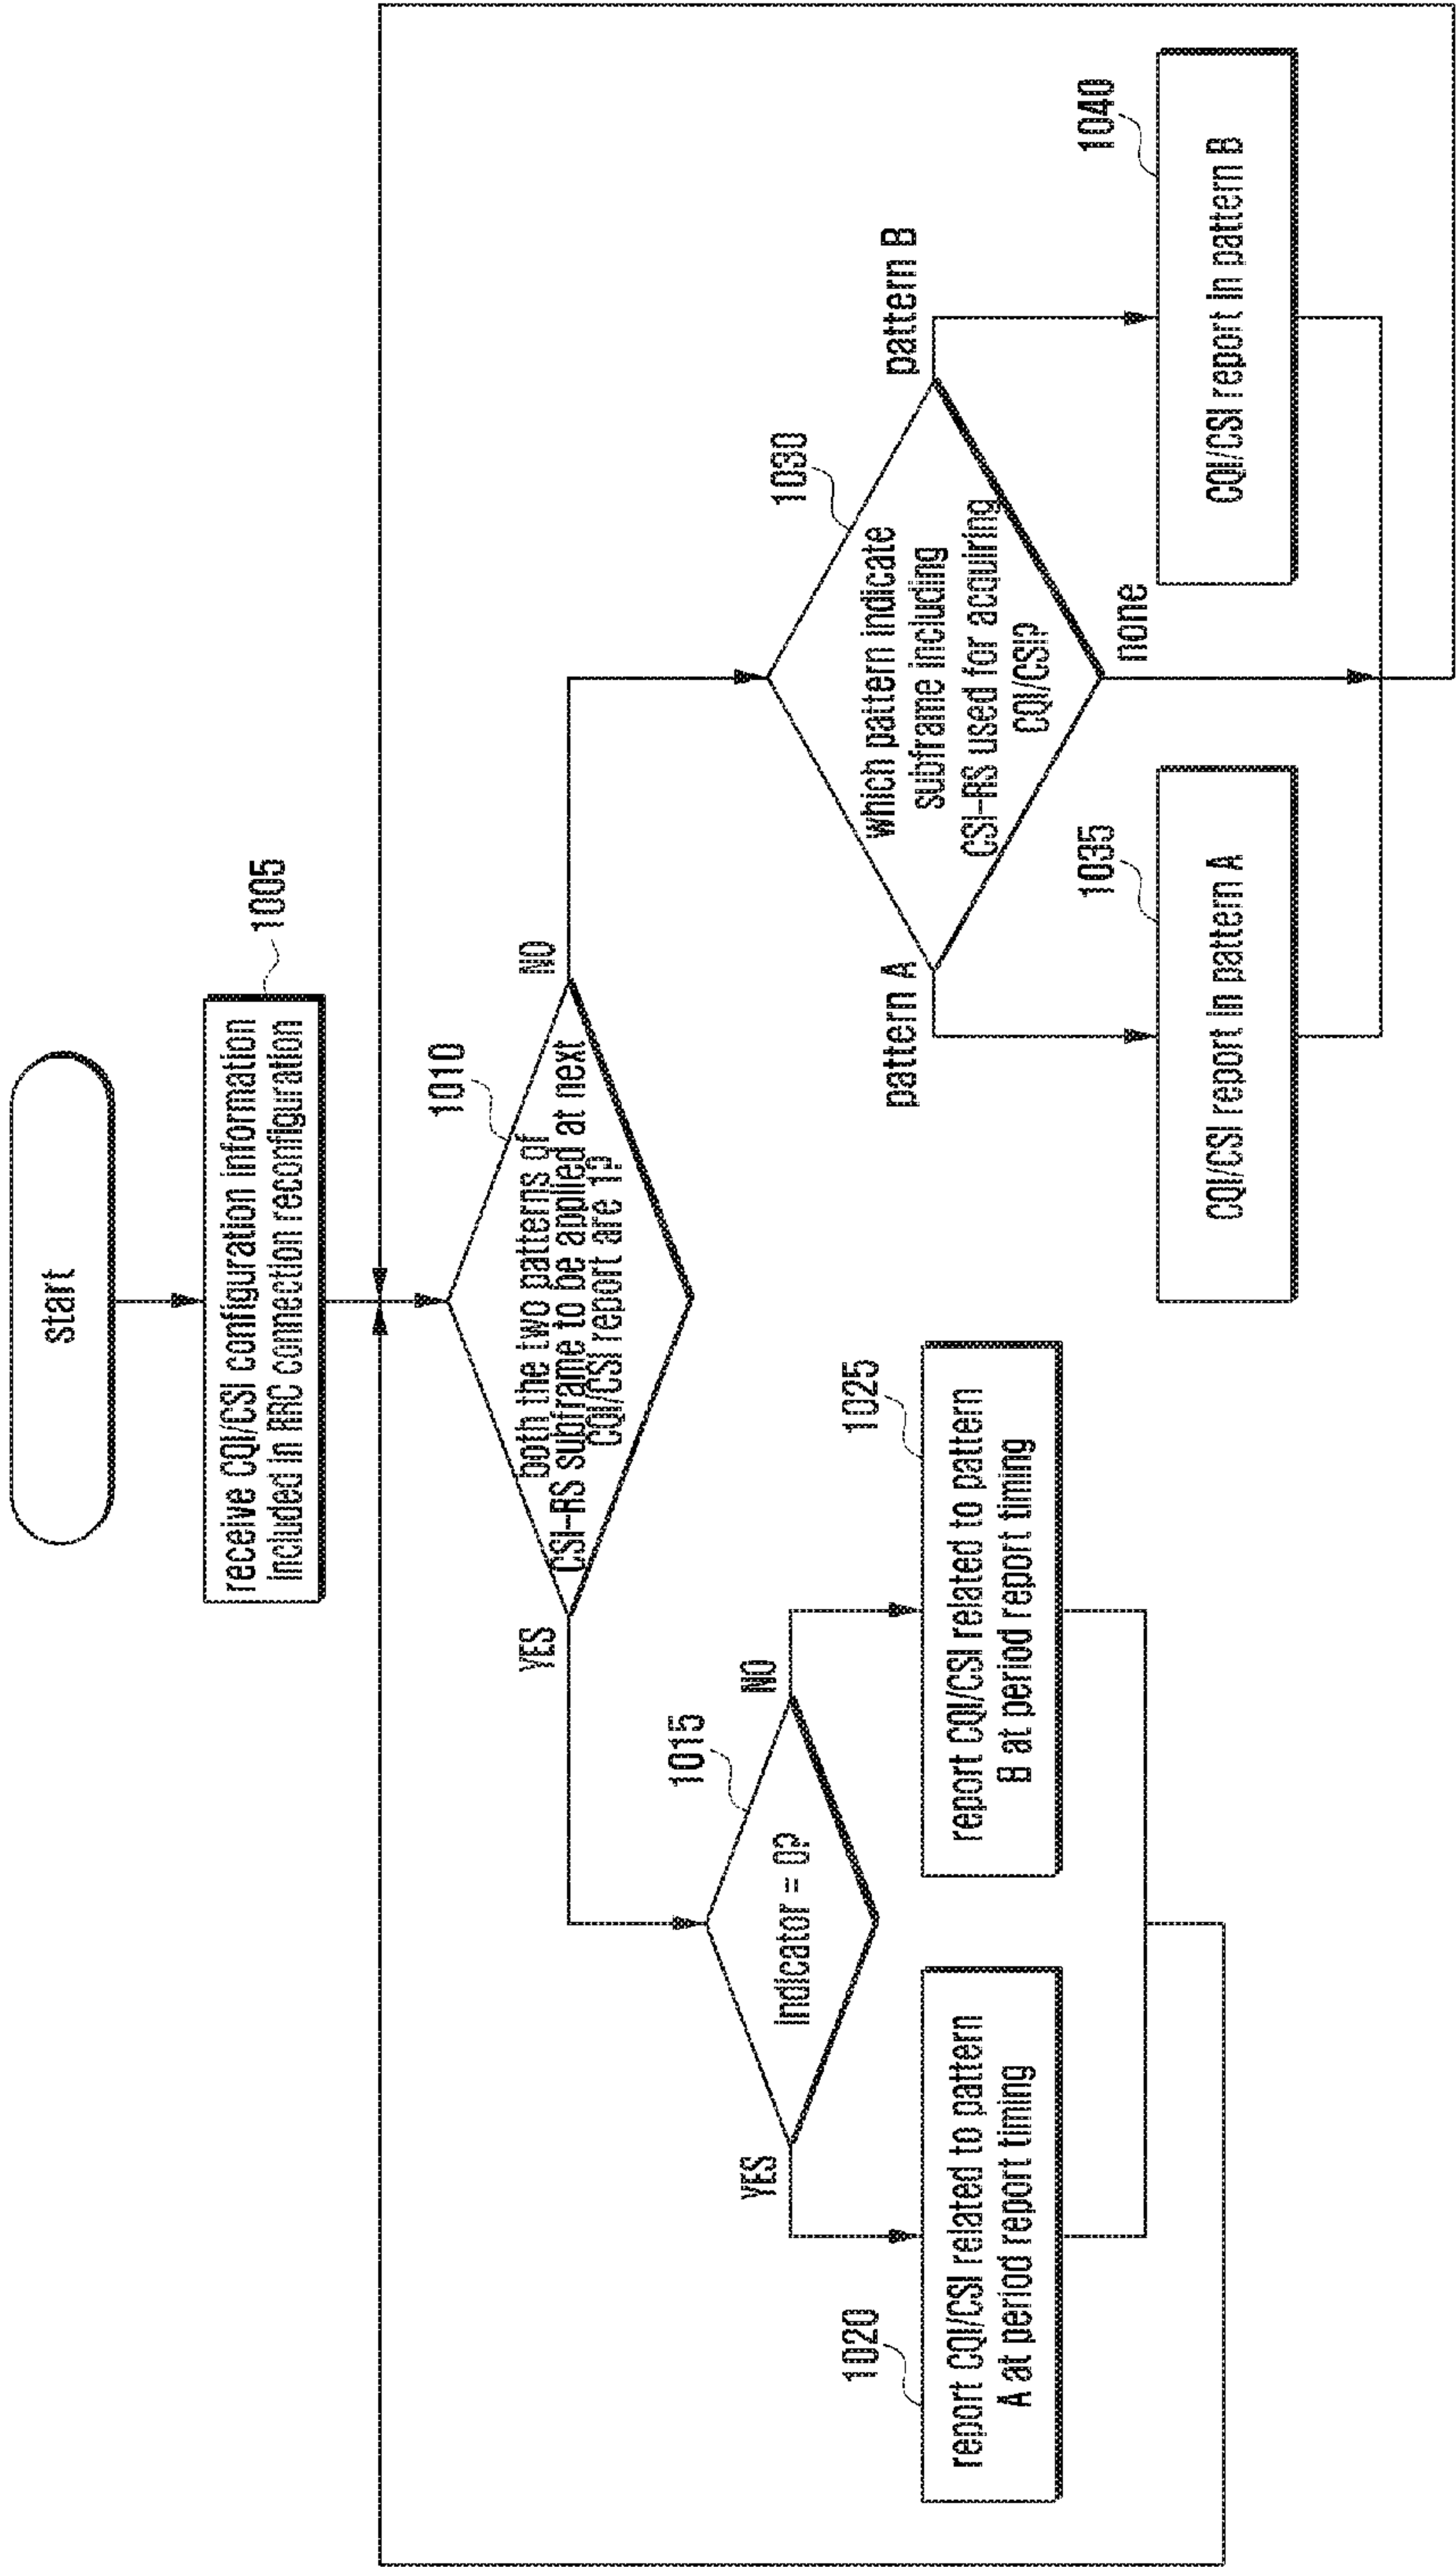 start
1005
receive CQI/CSI configuration information
included in RRC connection reconfiguration
1010
both the two patterns of
CSI-RS subframe to be applied at next
CQI/CSI report are 1?
YES
NO
1015
indicator = 0?
YES
NO
1020
report CQI/CSI related to pattern
A at period report timing
1025
report CQI/CSI related to pattern
B at period report timing
1030
which pattern indicate
subframe including
CSI-RS used for acquiring
CQI/CSI?
pattern A
pattern B
none
1035
CQI/CSI report in pattern A
1040
CQI/CSI report in pattern B